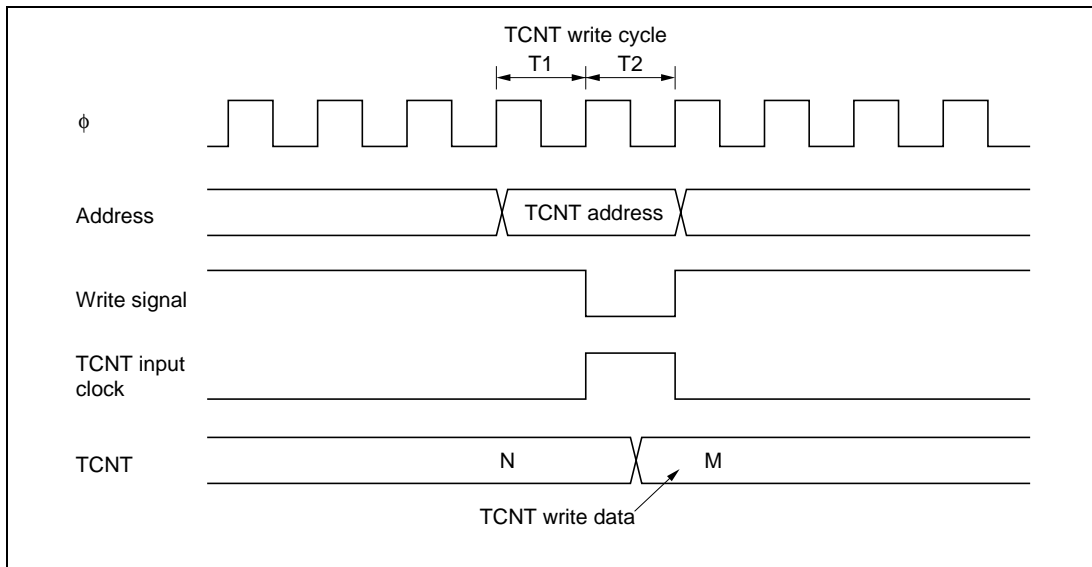 TCNT write cycle
T1 T2
ϕ
Address
TCNT address
Write signal
TCNT input
clock
TCNT
N
M
TCNT write data